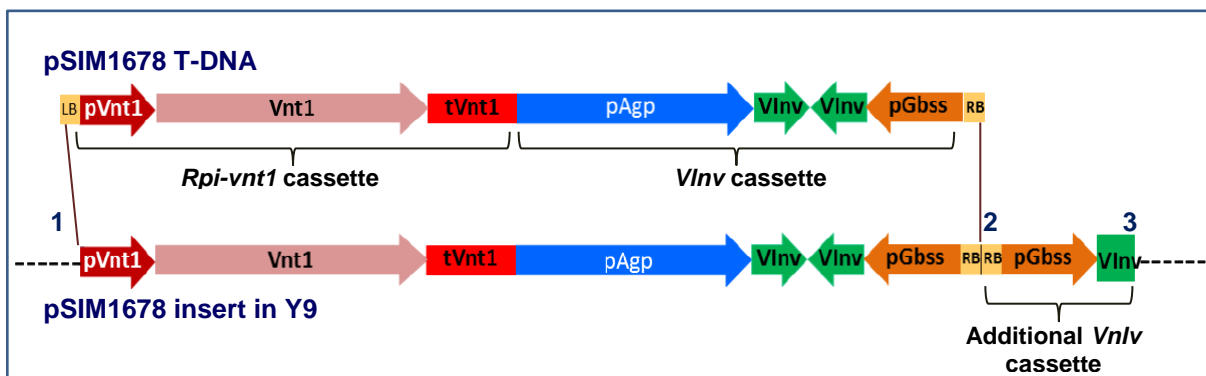 pSIM1678 T-DNA
LB pVnt1 Vnt1 tVnt1 pAgp VInv VInv pGbss RB
Rpi-vnt1 cassette VInv cassette
1 2 3
pVnt1 Vnt1 tVnt1 pAgp VInv VInv pGbss RB RB pGbss VInv
pSIM1678 insert in Y9
Additional VnIv
cassette